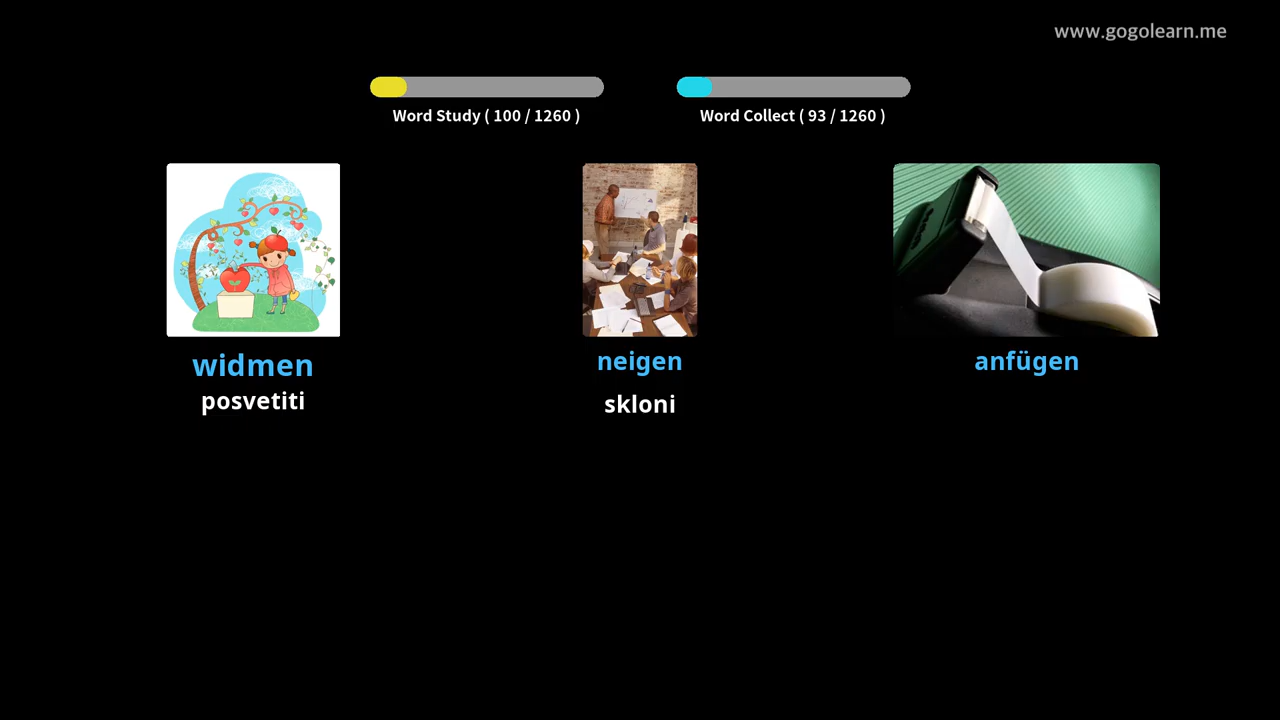 www.gogolearn.me
Word Study ( 100 / 1260 )
Word Collect ( 93 / 1260 )
widmen
posvetiti
neigen
skloni
anfügen